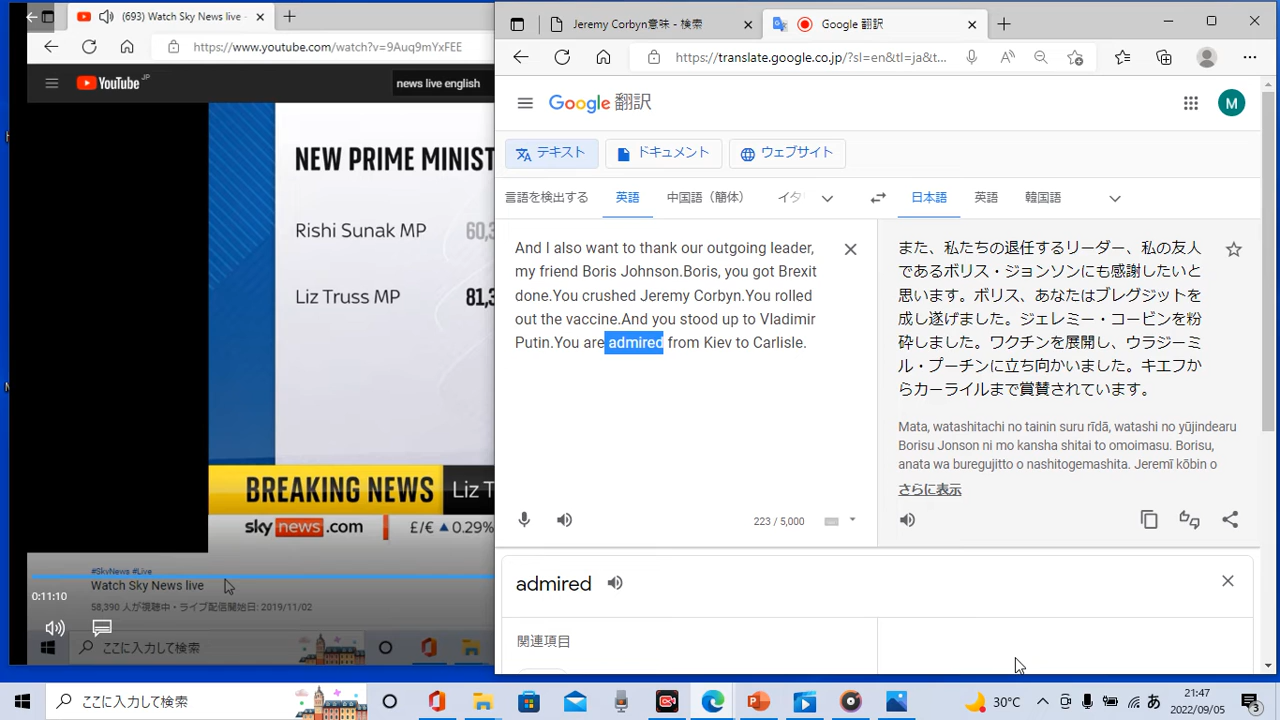 (693) Watch Sky News live -
https://www.youtube.com/watch?v=9Auq9mYxFEE
YouTube JP
news live english
NEW PRIME MINIST
Rishi Sunak MP 60,3
Liz Truss MP 81,3
BREAKING NEWS Liz T
sky news.com £/€ ▲0.29%
#SkyNews #Live
Watch Sky News live
58,390 人が視聴中・ライブ配信開始日: 2019/11/02
0:11:10
ここに入力して検索
Jeremy Corbyn意味 - 検索
Google 翻訳
https://translate.google.co.jp/?sl=en&tl=ja&t...
Google 翻訳
M
テキスト
ドキュメント
ウェブサイト
言語を検出する 英語 中国語（簡体） イタリ
日本語 英語 韓国語
And I also want to thank our outgoing leader,
my friend Boris Johnson.Boris, you got Brexit
done.You crushed Jeremy Corbyn.You rolled
out the vaccine.And you stood up to Vladimir
Putin.You are admired from Kiev to Carlisle.
223 / 5,000
また、私たちの退任するリーダー、私の友人
であるボリス・ジョンソンにも感謝したいと
思います。ボリス、あなたはブレグジットを
成し遂げました。ジェレミー・コービンを粉
砕しました。ワクチンを展開し、ウラジーミ
ル・プーチンに立ち向かいました。キエフか
らカーライルまで賞賛されています。
Mata, watashitachi no tainin suru rīdā, watashi no yūjindearu
Borisu Jonson ni mo kansha shitai to omoimasu. Borisu,
anata wa buregujitto o nashitogemashita. Jeremī kōbin o
さらに表示
admired
関連項目
ここに入力して検索
30°C
あ
21:47
2022/09/05
3